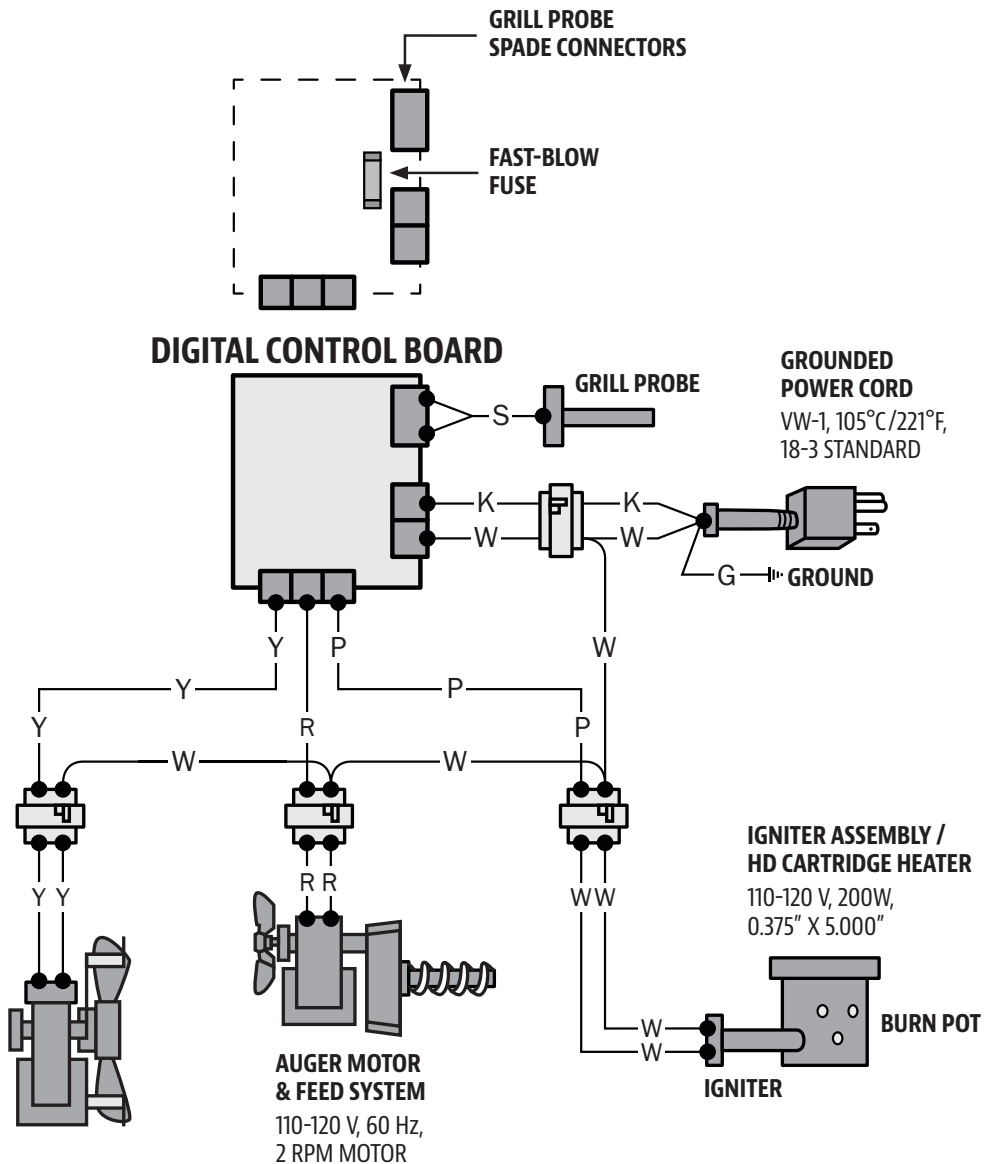 GRILL PROBE
SPADE CONNECTORS
FAST-BLOW
FUSE
DIGITAL CONTROL BOARD
GRILL PROBE
S
GROUNDED
POWER CORD
VW-1, 105°C/221°F,
18-3 STANDARD
K K
W W
G GROUND
Y P W
Y P
Y R P
W W
Y Y R R W W
IGNITER ASSEMBLY /
HD CARTRIDGE HEATER
110-120 V, 200W,
0.375" X 5.000"
W
W
BURN POT
IGNITER
AUGER MOTOR
& FEED SYSTEM
110-120 V, 60 Hz,
2 RPM MOTOR